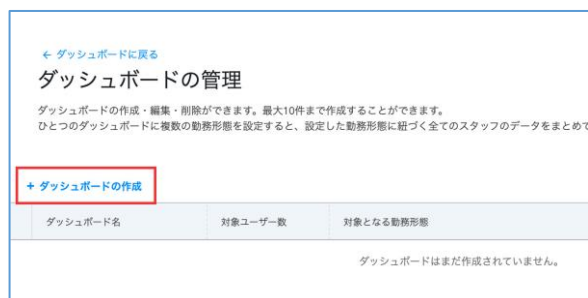 ← ダッシュボードに戻る
ダッシュボードの管理
ダッシュボードの作成・編集・削除ができます。最大10件まで作成することができます。
ひとつのダッシュボードに複数の勤務形態を設定すると、設定した勤務形態に紐づく全てのスタッフのデータをまとめて
+ ダッシュボードの作成
ダッシュボード名 対象ユーザー数 対象となる勤務形態
ダッシュボードはまだ作成されていません。